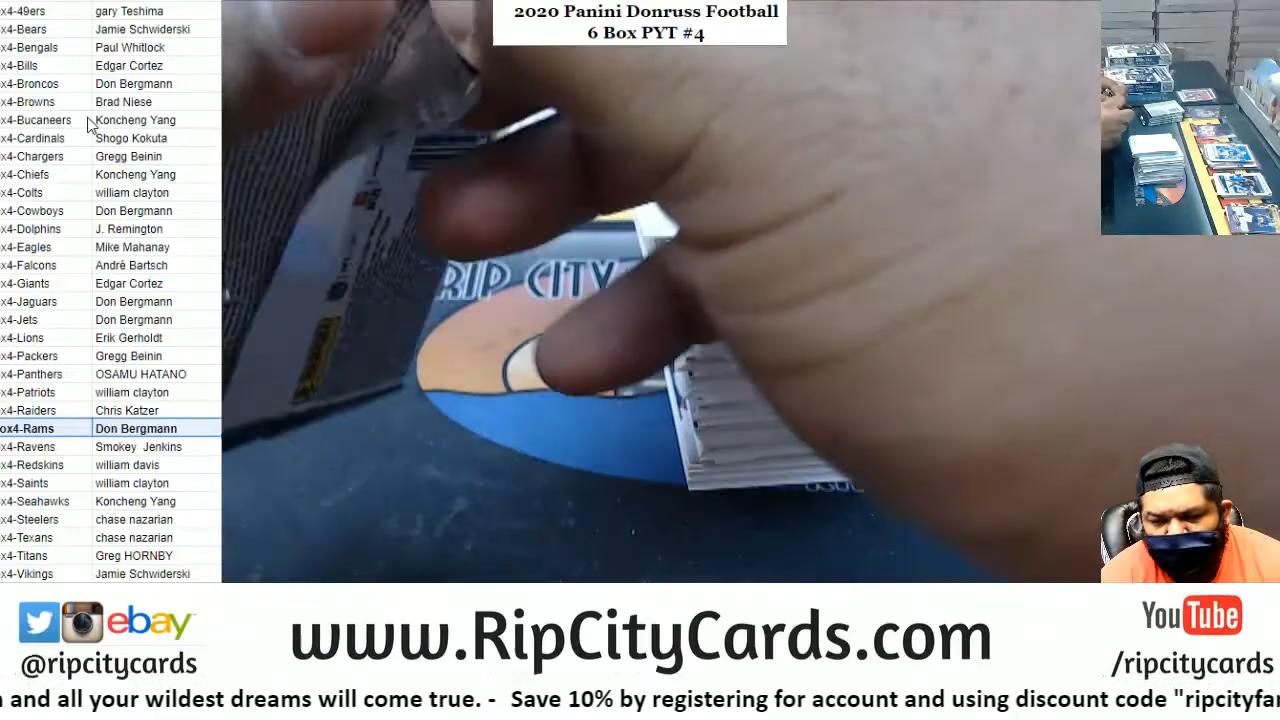 x4-49ers gary Teshima
x4-Bears Jamie Schwiderski
x4-Bengals Paul Whitlock
x4-Bills Edgar Cortez
x4-Broncos Don Bergmann
x4-Browns Brad Niese
x4-Bucaneers Koncheng Yang
x4-Cardinals Shogo Kokuta
x4-Chargers Gregg Beinin
x4-Chiefs Koncheng Yang
x4-Colts william clayton
x4-Cowboys Don Bergmann
x4-Dolphins J. Remington
x4-Eagles Mike Mahanay
x4-Falcons André Bartsch
x4-Giants Edgar Cortez
x4-Jaguars Don Bergmann
x4-Jets Don Bergmann
x4-Lions Erik Gerholdt
x4-Packers Gregg Beinin
x4-Panthers OSAMU HATANO
x4-Patriots william clayton
x4-Raiders Chris Katzer
ox4-Rams Don Bergmann
x4-Ravens Smokey Jenkins
x4-Redskins william davis
x4-Saints william clayton
x4-Seahawks Koncheng Yang
x4-Steelers chase nazarian
x4-Texans chase nazarian
x4-Titans Greg HORNBY
x4-Vikings Jamie Schwiderski
2020 Panini Donruss Football
6 Box PYT #4
RIP CITY
ebay
@ripcitycards
www.RipCityCards.com
YouTube
/ripcitycards
and all your wildest dreams will come true. - Save 10% by registering for account and using discount code "ripcityfa